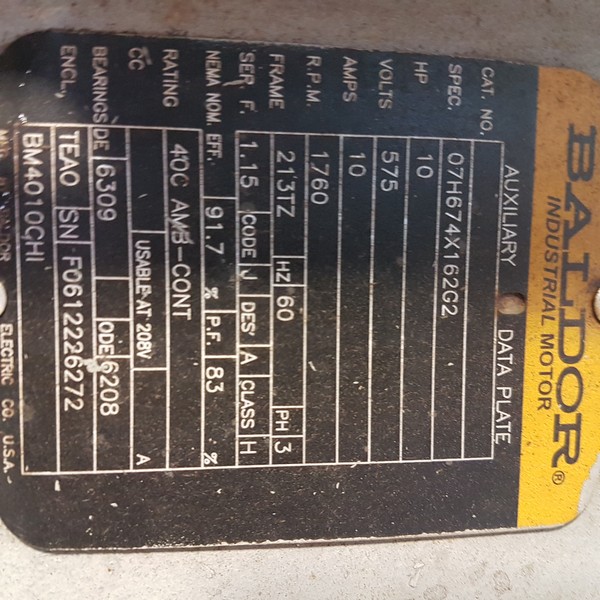 BALDOR®
INDUSTRIAL MOTOR
AUXILIARY DATA PLATE
CAT. NO.
SPEC. 07H674X162G2
HP 10
VOLTS 575
AMPS 10
R.P.M. 1760
FRAME 213TZ HZ 60 PH 3
SER. F. 1.15 CODE J DES A CLASS H
NEMA NOM. EFF. 91.7 % P.F. 83 %
RATING 40C AMB-CONT
CC USABLE AT 208V A
BEARINGS DE 6309 ODE 6208
ENCL. TEAO SN F0612226272
BM4010CHI
ELECTRIC CO. U.S.A.